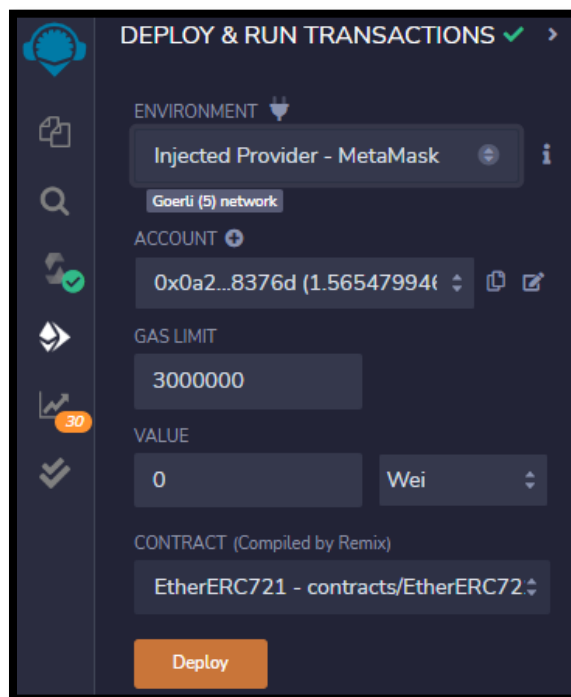 DEPLOY & RUN TRANSACTIONS
ENVIRONMENT
Injected Provider - MetaMask
i
Goerli (5) network
ACCOUNT
0x0a2...8376d (1.565479946
GAS LIMIT
3000000
30
VALUE
0 Wei
CONTRACT (Compiled by Remix)
EtherERC721 - contracts/EtherERC72
Deploy